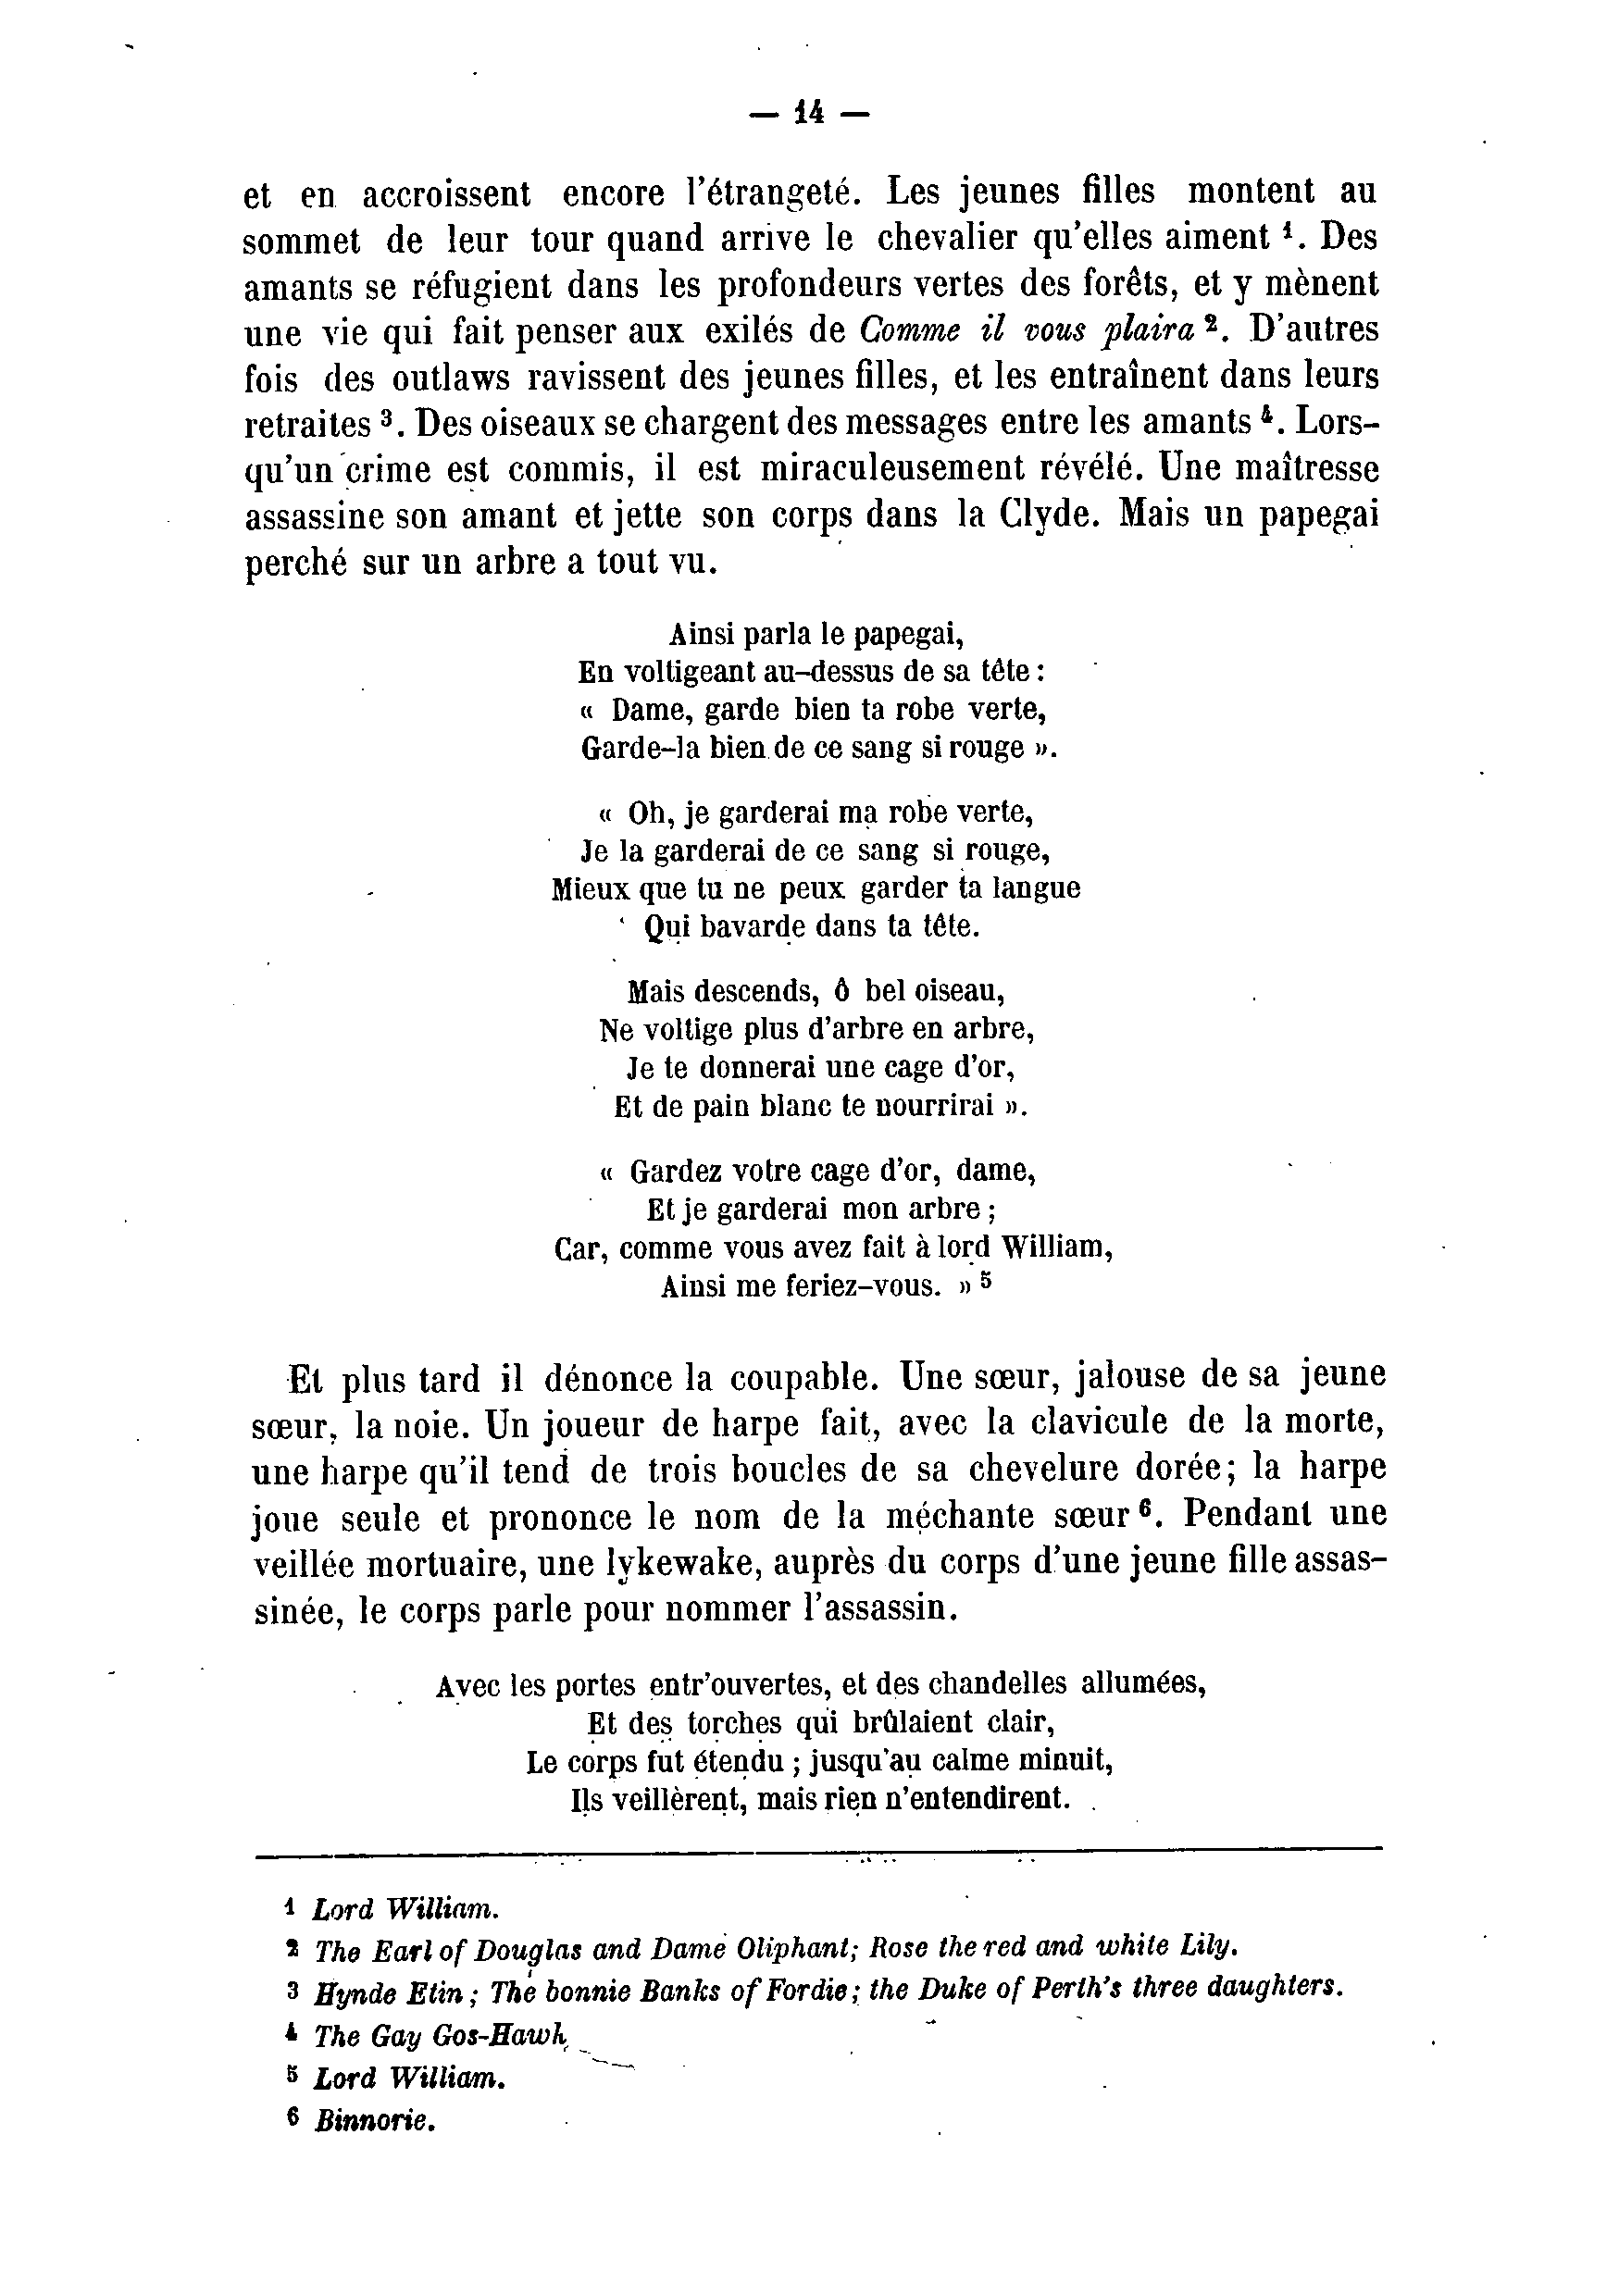 — 14 —
et en accroissent encore l'étrangeté. Les jeunes filles montent au
sommet de leur tour quand arrive le chevalier qu'elles aiment ¹. Des
amants se réfugient dans les profondeurs vertes des forêts, et y mènent
une vie qui fait penser aux exilés de Comme il vous plaira ². D'autres
fois des outlaws ravissent des jeunes filles, et les entraînent dans leurs
retraites ³. Des oiseaux se chargent des messages entre les amants ⁴. Lors-
qu'un crime est commis, il est miraculeusement révélé. Une maîtresse
assassine son amant et jette son corps dans la Clyde. Mais un papegai
perché sur un arbre a tout vu.
Ainsi parla le papegai,
En voltigeant au-dessus de sa tête :
« Dame, garde bien ta robe verte,
Garde-la bien de ce sang si rouge ».
« Oh, je garderai ma robe verte,
Je la garderai de ce sang si rouge,
Mieux que tu ne peux garder ta langue
Qui bavarde dans ta tête.
Mais descends, ô bel oiseau,
Ne voltige plus d'arbre en arbre,
Je te donnerai une cage d'or,
Et de pain blanc te nourrirai ».
« Gardez votre cage d'or, dame,
Et je garderai mon arbre ;
Car, comme vous avez fait à lord William,
Ainsi me feriez-vous. » ⁵
Et plus tard il dénonce la coupable. Une sœur, jalouse de sa jeune
sœur, la noie. Un joueur de harpe fait, avec la clavicule de la morte,
une harpe qu'il tend de trois boucles de sa chevelure dorée; la harpe
joue seule et prononce le nom de la méchante sœur ⁶. Pendant une
veillée mortuaire, une lykewake, auprès du corps d'une jeune fille assas-
sinée, le corps parle pour nommer l'assassin.
Avec les portes entr'ouvertes, et des chandelles allumées,
Et des torches qui brûlaient clair,
Le corps fut étendu ; jusqu'au calme minuit,
Ils veillèrent, mais rien n'entendirent.
1 Lord William.
2 The Earl of Douglas and Dame Oliphant; Rose the red and white Lily.
3 Hynde Etin ; The bonnie Banks of Fordie ; the Duke of Perth's three daughters.
4 The Gay Gos-Hawk
5 Lord William.
6 Binnorie.